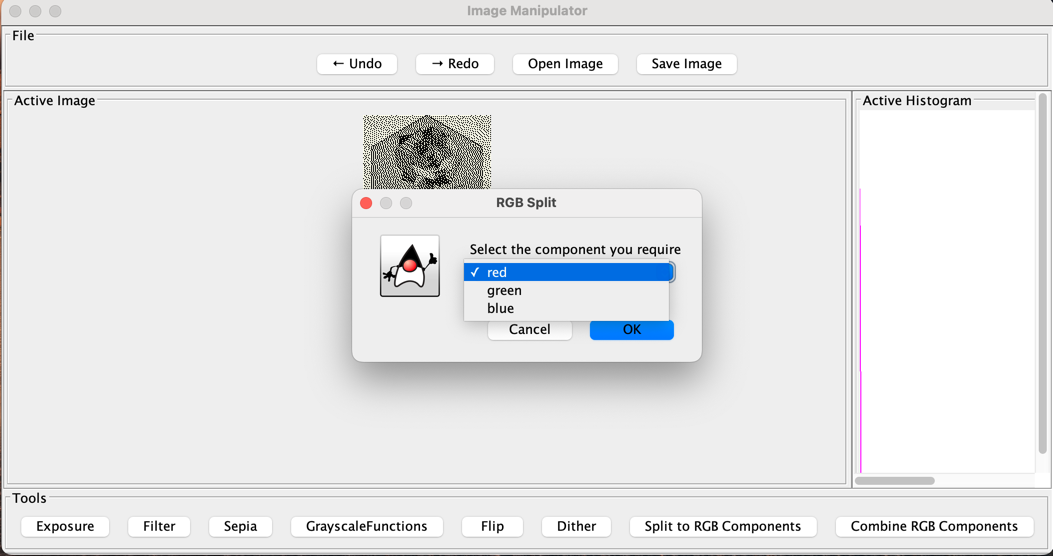 Image Manipulator
File
← Undo
→ Redo
Open Image
Save Image
Active Image
Active Histogram
RGB Split
Select the component you require
✓ red
green
blue
Cancel
OK
Tools
Exposure
Filter
Sepia
GrayscaleFunctions
Flip
Dither
Split to RGB Components
Combine RGB Components